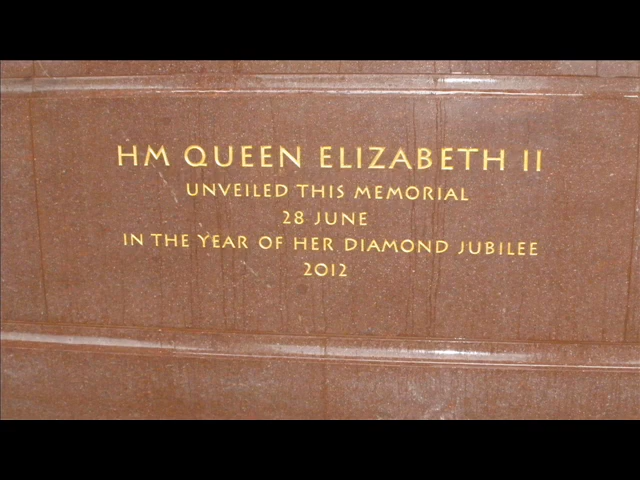 HM QUEEN ELIZABETH II
UNVEILED THIS MEMORIAL
28 JUNE
IN THE YEAR OF HER DIAMOND JUBILEE
2012